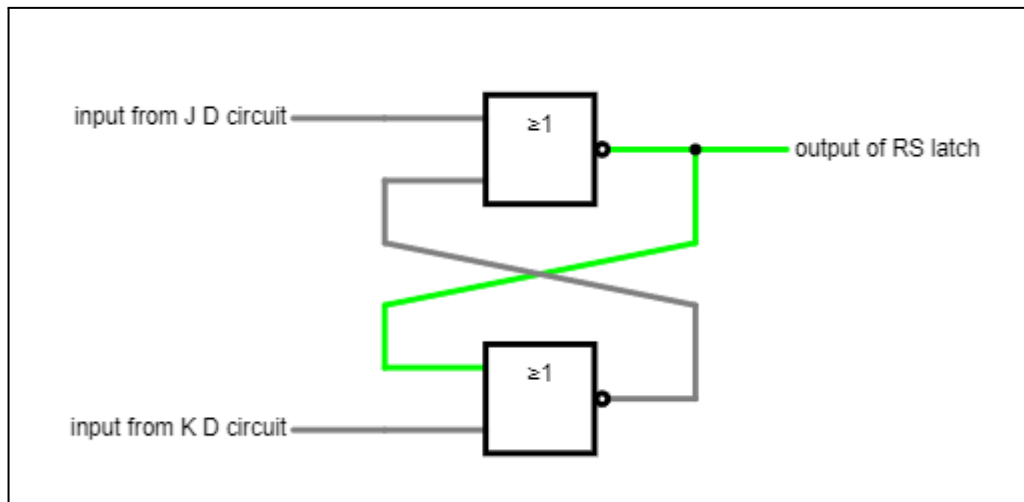 input from J D circuit
≥1
output of RS latch
≥1
input from K D circuit